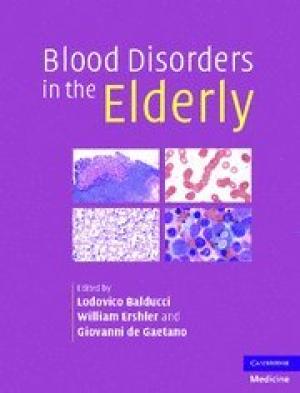 Blood Disorders
in the Elderly
Edited by
Lodovico Balducci
William Ershler and
Giovanni de Gaetano
CAMBRIDGE
Medicine